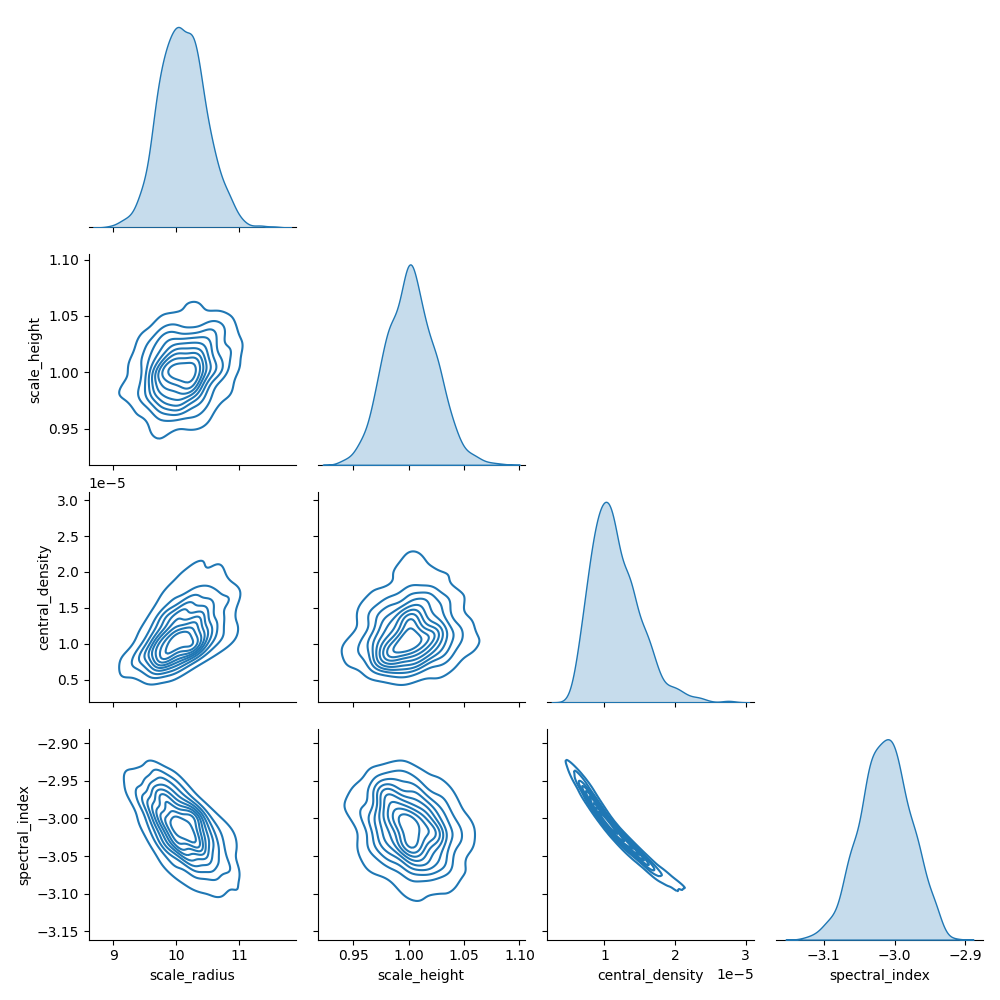 1.10
1.05
1.00
0.95
scale_height
1e−5
3.0
2.5
2.0
1.5
1.0
0.5
central_density
−2.90
−2.95
−3.00
−3.05
−3.10
−3.15
spectral_index
9 10 11
scale_radius
0.95 1.00 1.05 1.10
scale_height
1 2 3
central_density 1e−5
−3.1 −3.0 −2.9
spectral_index